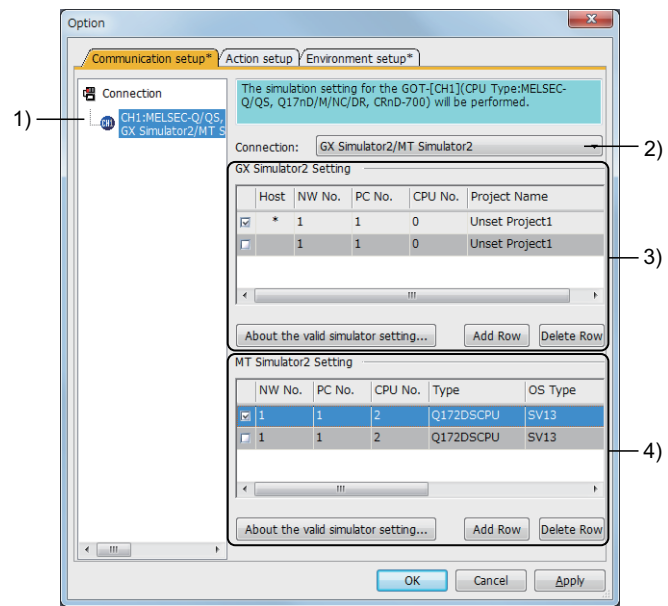 Option
Communication setup*
Action setup
Environment setup*
Connection
CH1
CH1:MELSEC-Q/QS,
GX Simulator2/MT S
The simulation setting for the GOT-[CH1](CPU Type:MELSEC-
Q/QS, Q17nD/M/NC/DR, CRnD-700) will be performed.
Connection:
GX Simulator2/MT Simulator2
GX Simulator2 Setting
Host NW No. PC No. CPU No. Project Name
* 1 1 0 Unset Project1
1 1 0 Unset Project1
About the valid simulator setting... Add Row Delete Row
MT Simulator2 Setting
NW No. PC No. CPU No. Type OS Type
1 1 2 Q172DSCPU SV13
1 1 2 Q172DSCPU SV13
About the valid simulator setting... Add Row Delete Row
OK Cancel Apply
1)
2)
3)
4)